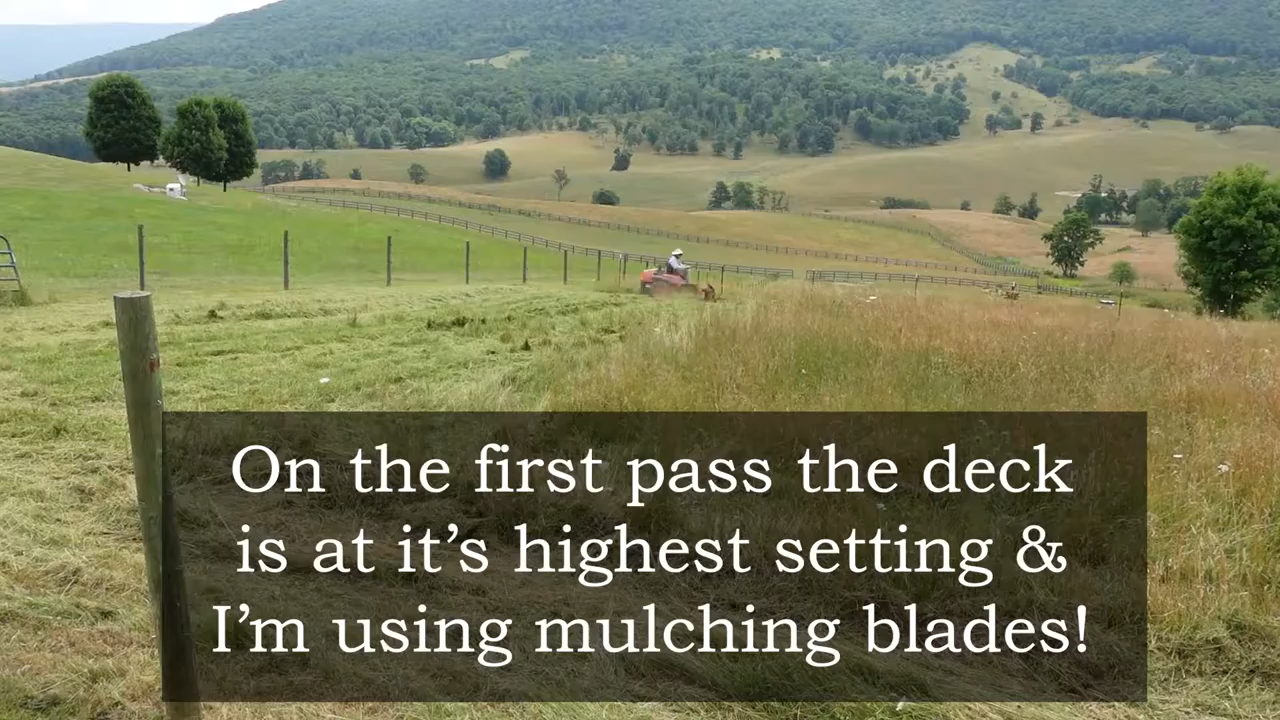 On the first pass the deck
is at it’s highest setting &
I’m using mulching blades!